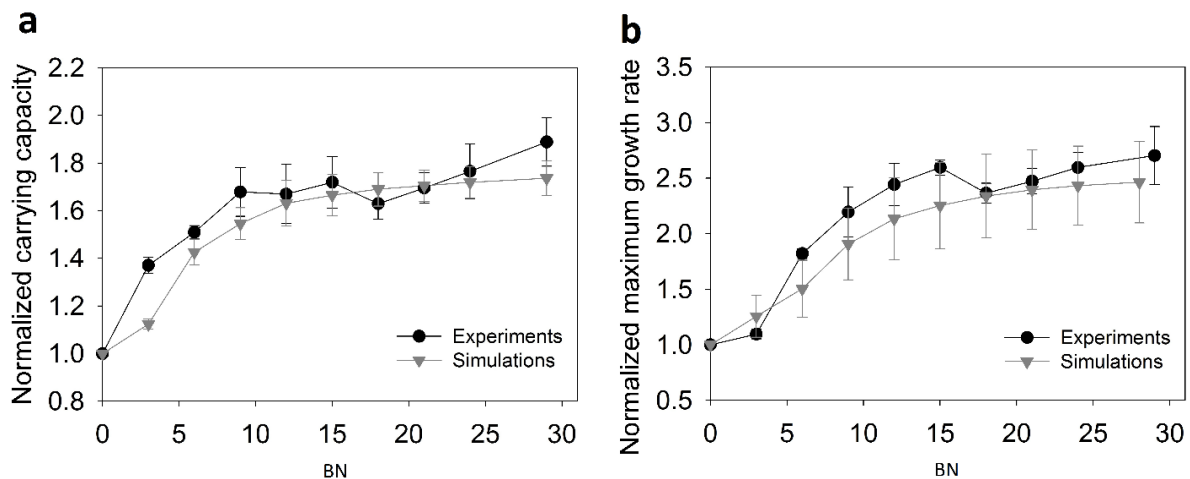 a
Normalized carrying capacity
2.2
2.0
1.8
1.6
1.4
1.2
1.0
0.8
Experiments
Simulations
0 5 10 15 20 25 30
BN
b
Normalized maximum growth rate
3.5
3.0
2.5
2.0
1.5
1.0
0.5
Experiments
Simulations
0 5 10 15 20 25 30
BN